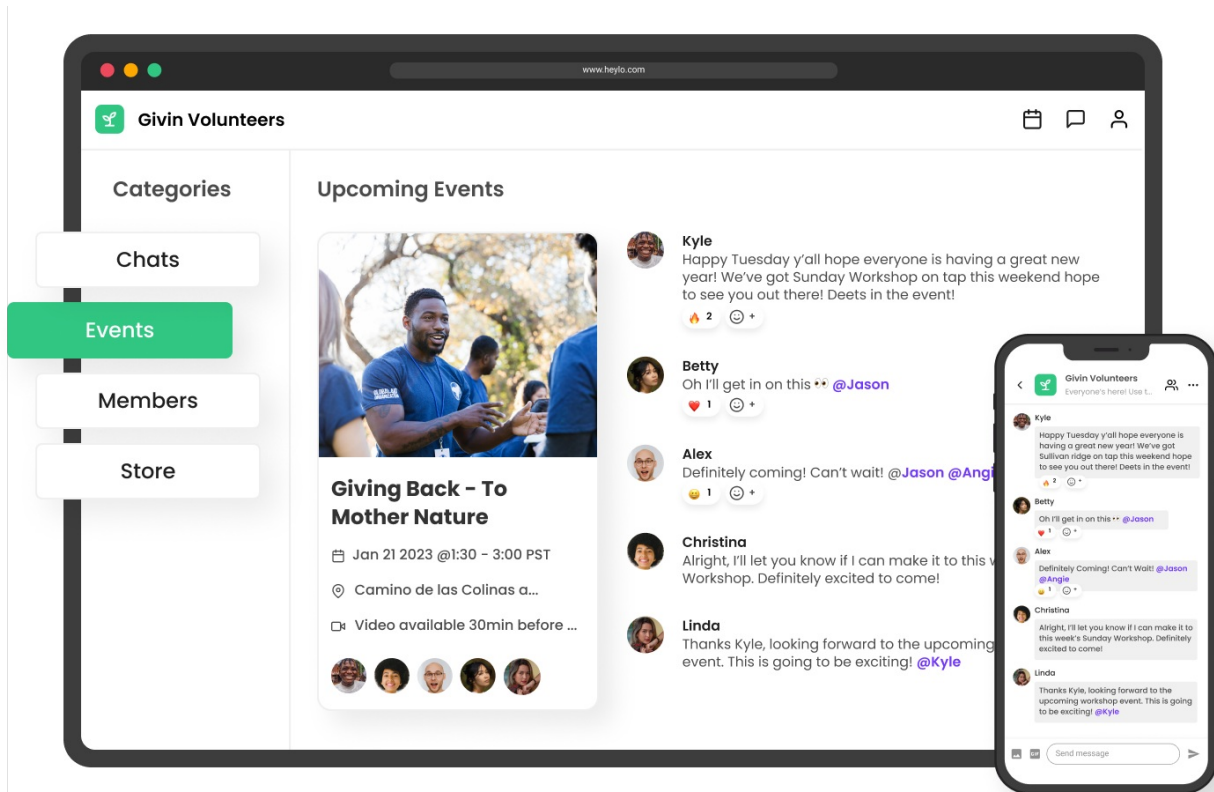 www.heylo.com
Givin Volunteers
Categories
Chats
Events
Members
Store
Upcoming Events
Giving Back - To
Mother Nature
Jan 21 2023 @1:30 - 3:00 PST
Camino de las Colinas a...
Video available 30min before ...
Kyle
Happy Tuesday y'all hope everyone is having a great new
year! We've got Sunday Workshop on tap this weekend hope
to see you out there! Deets in the event!
🔥 2 +
Betty
Oh I'll get in on this 👀 @Jason
❤️ 1 +
Alex
Definitely coming! Can't wait! @Jason @Angi
😄 1 +
Christina
Alright, I'll let you know if I can make it to this w
Workshop. Definitely excited to come!
Linda
Thanks Kyle, looking forward to the upcoming
event. This is going to be exciting! @Kyle
Givin Volunteers
Everyone's here! Use t...
Kyle
Happy Tuesday y'all hope everyone is
having a great new year! We've got
Sullivan ridge on tap this weekend hope
to see you out there! Deets in the event!
🔥 2 +
Betty
Oh I'll get in on this 👀 @Jason
❤️ 1 +
Alex
Definitely Coming! Can't Wait! @Jason
@Angie
😄 1 +
Christina
Alright, I'll let you know if I can make it to
this week's Sunday Workshop. Definitely
excited to come!
Linda
Thanks Kyle, looking forward to the
upcoming workshop event. This is going
to be exciting! @Kyle
GIF
Send message